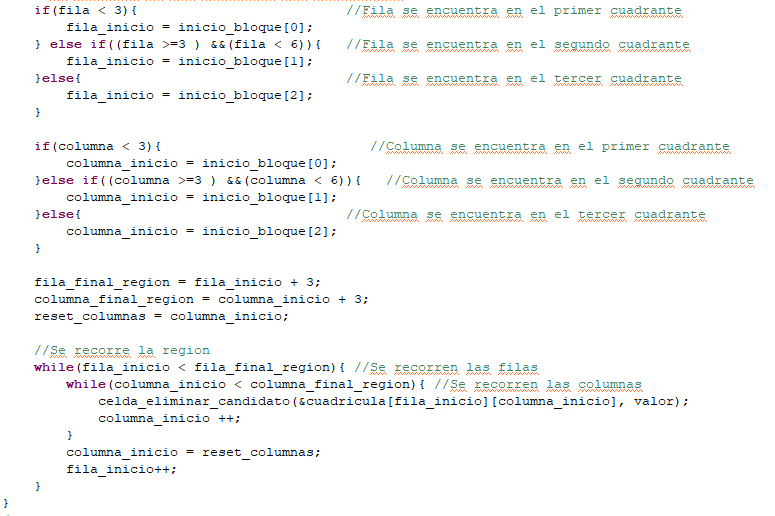 if(fila < 3){ //Fila se encuentra en el primer cuadrante
fila_inicio = inicio_bloque[0];
} else if((fila >=3 ) &&(fila < 6)){ //Fila se encuentra en el segundo cuadrante
fila_inicio = inicio_bloque[1];
}else{ //Fila se encuentra en el tercer cuadrante
fila_inicio = inicio_bloque[2];
}
if(columna < 3){ //Columna se encuentra en el primer cuadrante
columna_inicio = inicio_bloque[0];
}else if((columna >=3 ) &&(columna < 6)){ //Columna se encuentra en el segundo cuadrante
columna_inicio = inicio_bloque[1];
}else{ //Columna se encuentra en el tercer cuadrante
columna_inicio = inicio_bloque[2];
}
fila_final_region = fila_inicio + 3;
columna_final_region = columna_inicio + 3;
reset_columnas = columna_inicio;
//Se recorre la region
while(fila_inicio < fila_final_region){ //Se recorren las filas
while(columna_inicio < columna_final_region){ //Se recorren las columnas
celda_eliminar_candidato(&cuadricula[fila_inicio][columna_inicio], valor);
columna_inicio ++;
}
columna_inicio = reset_columnas;
fila_inicio++;
}
}